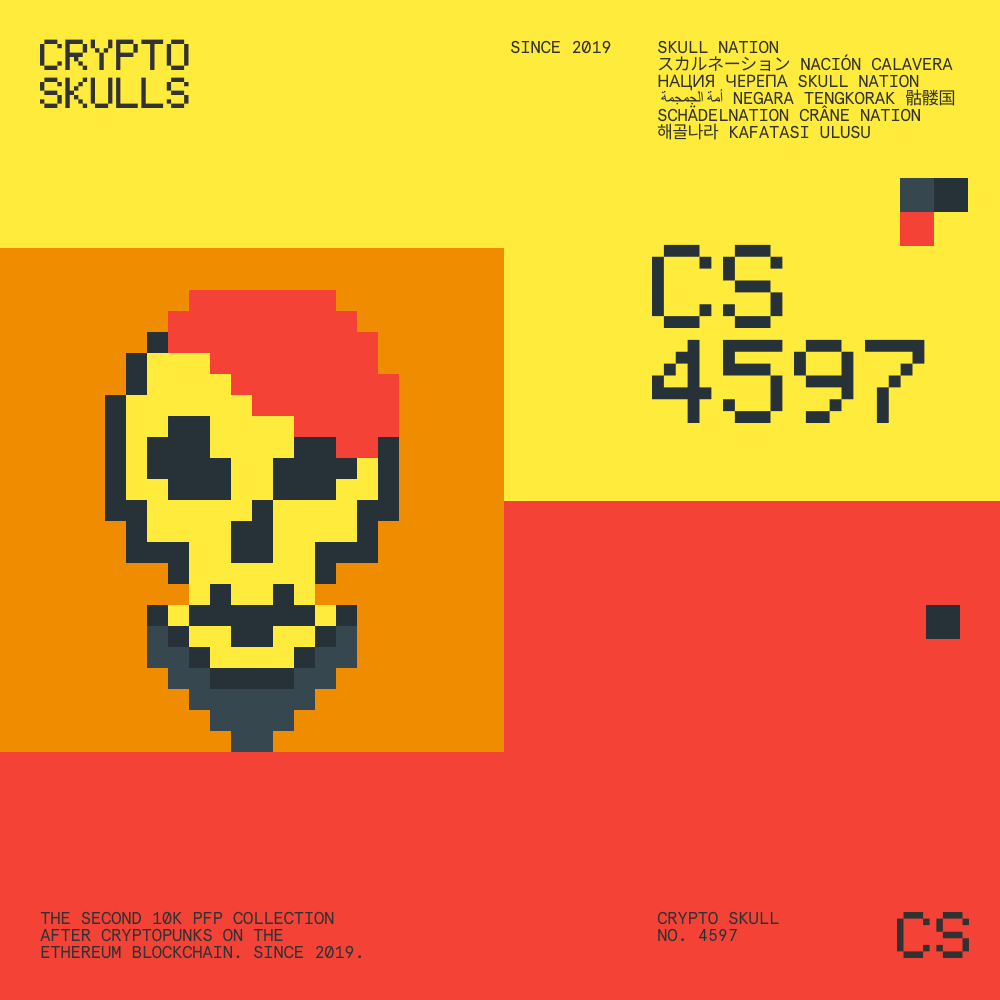 CRYPTO
SKULLS
SINCE 2019
SKULL NATION
スカルネーション NACIÓN CALAVERA
НАЦИЯ ЧЕРЕПА SKULL NATION
أمة الجمجمة NEGARA TENGKORAK 骷髅国
SCHÄDELNATION CRÂNE NATION
해골나라 KAFATASI ULUSU
CS
4597
THE SECOND 10K PFP COLLECTION
AFTER CRYPTOPUNKS ON THE
ETHEREUM BLOCKCHAIN. SINCE 2019.
CRYPTO SKULL
NO. 4597
CS